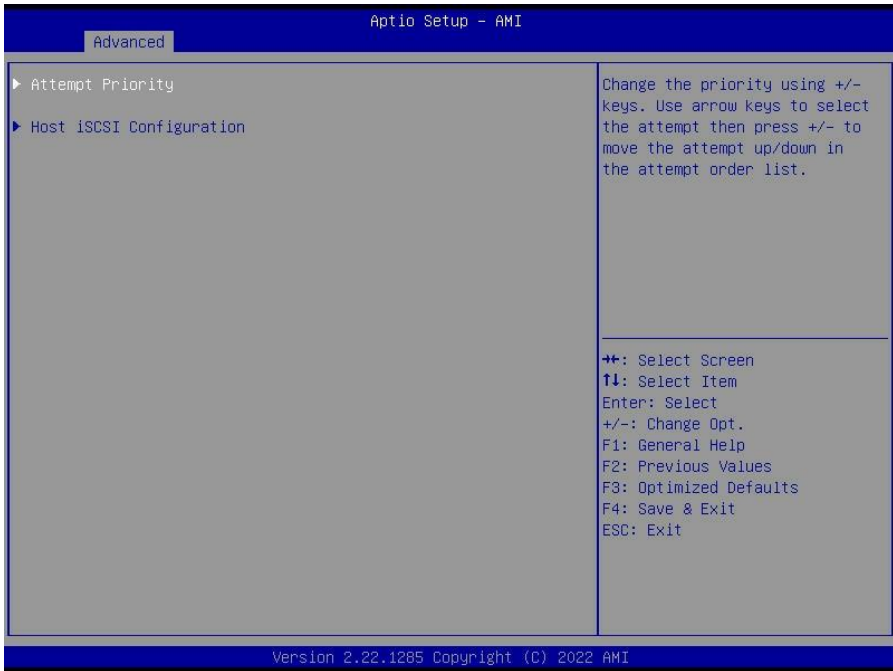 Aptio Setup - AMI
Advanced
▶ Attempt Priority
▶ Host iSCSI Configuration
Change the priority using +/-
keys. Use arrow keys to select
the attempt then press +/- to
move the attempt up/down in
the attempt order list.
→←: Select Screen
↑↓: Select Item
Enter: Select
+/-: Change Opt.
F1: General Help
F2: Previous Values
F3: Optimized Defaults
F4: Save & Exit
ESC: Exit
Version 2.22.1285 Copyright (C) 2022 AMI